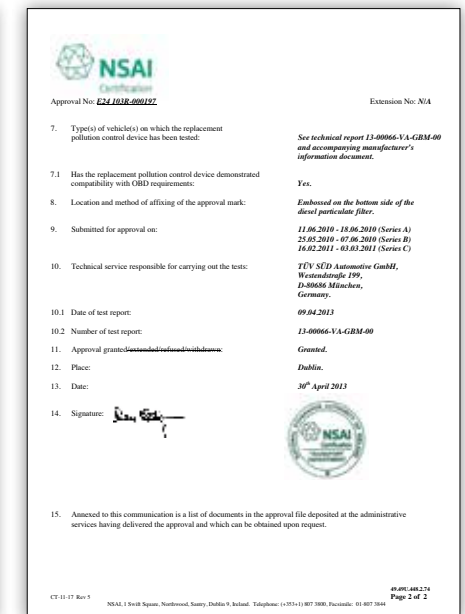 NSAI
Certification
Approval No: E24 103R-000197 Extension No: N/A
7. Type(s) of vehicle(s) on which the replacement
pollution control device has been tested: See technical report 13-00066-VA-GBM-00
and accompanying manufacturer's
information document.
7.1 Has the replacement pollution control device demonstrated
compatibility with OBD requirements: Yes.
8. Location and method of affixing of the approval mark: Embossed on the bottom side of the
diesel particulate filter.
9. Submitted for approval on: 11.06.2010 - 18.06.2010 (Series A)
25.05.2010 - 07.06.2010 (Series B)
16.02.2011 - 03.03.2011 (Series C)
10. Technical service responsible for carrying out the tests: TÜV SÜD Automotive GmbH,
Westendstraße 199,
D-80686 München,
Germany.
10.1 Date of test report: 09.04.2013
10.2 Number of test report: 13-00066-VA-GBM-00
11. Approval granted/extended/refused/withdrawn: Granted.
12. Place: Dublin.
13. Date: 30th April 2013
14. Signature:
NSAI
Certification
15. Annexed to this communication is a list of documents in the approval file deposited at the administrative
services having delivered the approval and which can be obtained upon request.
CT-11-17 Rev 5
Page 2 of 2
NSAI, 1 Swift Square, Northwood, Santry, Dublin 9, Ireland. Telephone: (+353+1) 807 3800, Facsimile: 01 807 3844